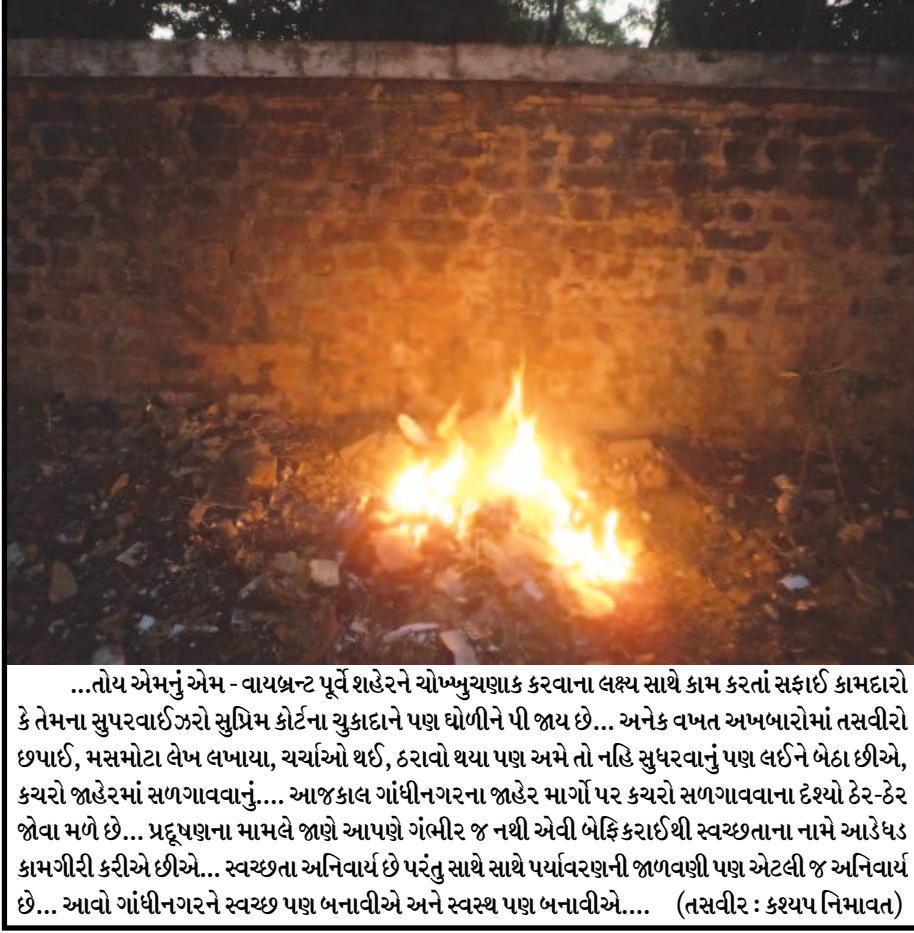 ...તોય એમનું એમ - વાયબ્રન્ટ પૂર્વે શહેરને ચોખ્ખુચણાક કરવાના લક્ષ્ય સાથે કામ કરતાં સફાઈ કામદારો
કે તેમના સુપરવાઈઝરો સુપ્રિમ કોર્ટના ચુકાદાને પણ ઘોળીને પી જાય છે... અનેક વખત અખબારોમાં તસવીરો
છપાઈ, મસમોટા લેખ લખાયા, ચર્ચાઓ થઈ, ઠરાવો થયા પણ અમે તો નહિ સુધરવાનું પણ લઈને બેઠા છીએ,
કચરો જાહેરમાં સળગાવવાનું.... આજકાલ ગાંધીનગરના જાહેર માર્ગો પર કચરો સળગાવવાના દૃશ્યો ઠેર-ઠેર
જોવા મળે છે... પ્રદૂષણના મામલે જાણે આપણે ગંભીર જ નથી એવી બેફિકરાઈથી સ્વચ્છતાના નામે આડેધડ
કામગીરી કરીએ છીએ... સ્વચ્છતા અનિવાર્ય છે પરંતુ સાથે સાથે પર્યાવરણની જાળવણી પણ એટલી જ અનિવાર્ય
છે... આવો ગાંધીનગરને સ્વચ્છ પણ બનાવીએ અને સ્વસ્થ પણ બનાવીએ.... (તસવીર : કશ્યપ નિમાવત)